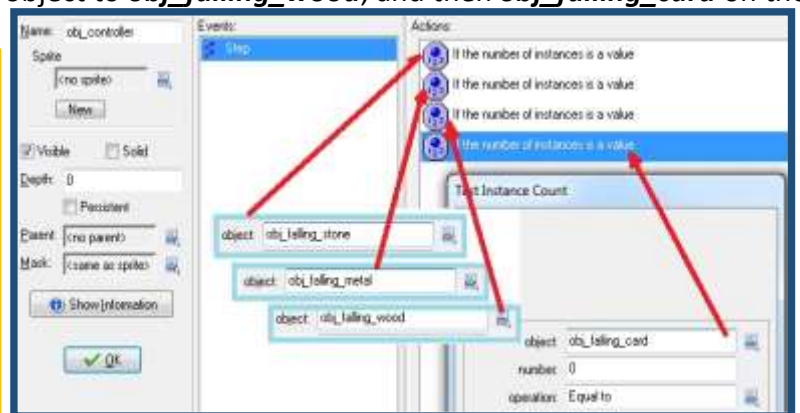 object to obj_falling_wood, and then obj_falling_card on the
Name: obj_controller
Sprite
<no sprite>
New
Visible
Solid
Depth: 0
Persistent
Parent: <no parent>
Mask: <same as sprite>
Show Information
OK
Events:
Step
Actions:
If the number of instances is a value
If the number of instances is a value
If the number of instances is a value
If the number of instances is a value
Test Instance Count
object: obj_falling_stone
object: obj_falling_metal
object: obj_falling_wood
object: obj_falling_card
number: 0
operation: Equal to